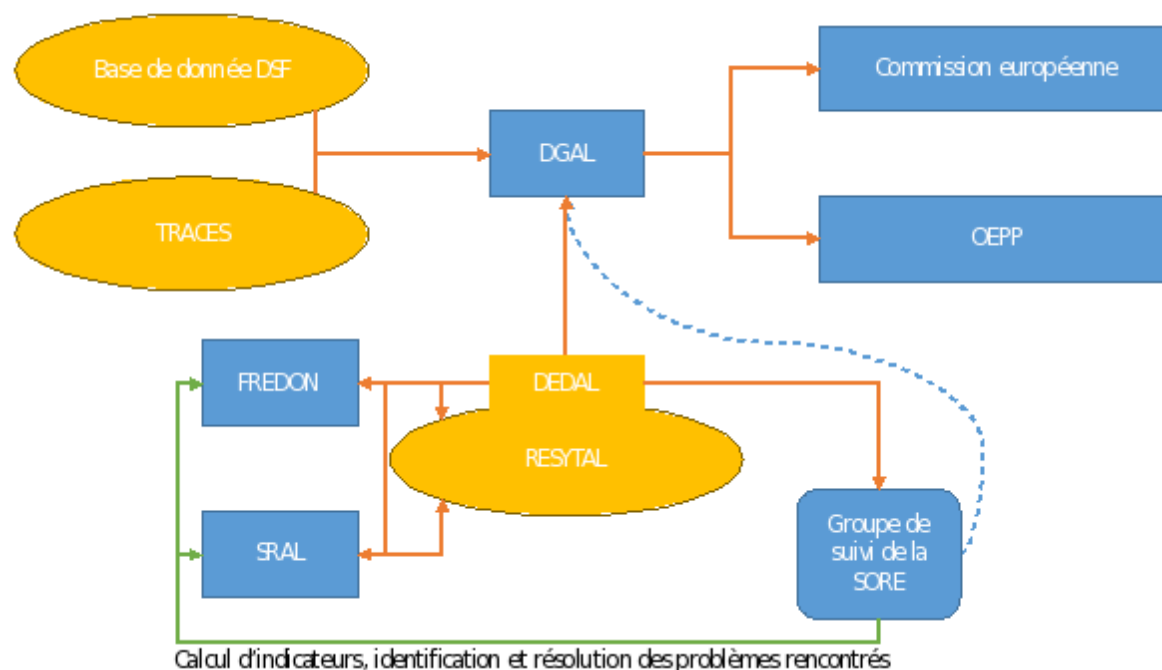 Base de donnée DSF
Commission européenne
DGAL
TRACES
OEPP
FREDON
DEDAL
RESYTAL
SRAL
Groupe de
suivi de la
SORE
Calcul d'indicateurs, identification et résolution des problèmes rencontrés